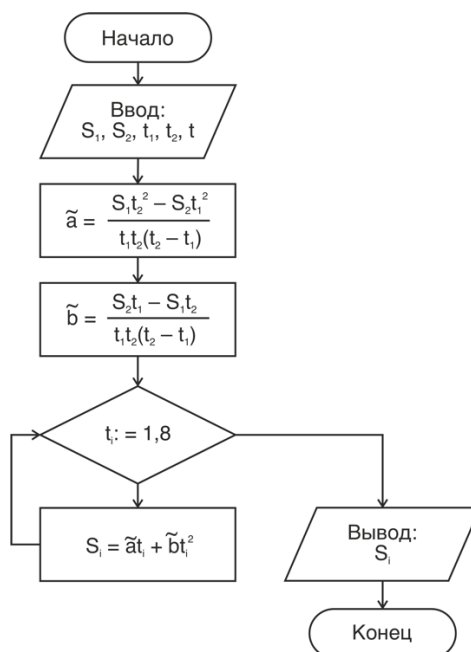 Начало
Ввод:
S₁, S₂, t₁, t₂, t
ã = (S₁t₂² – S₂t₁²) / (t₁t₂(t₂ – t₁))
b̃ = (S₂t₁ – S₁t₂) / (t₁t₂(t₂ – t₁))
tᵢ: = 1,8
Sᵢ = ãtᵢ + b̃tᵢ²
Вывод:
Sᵢ
Конец